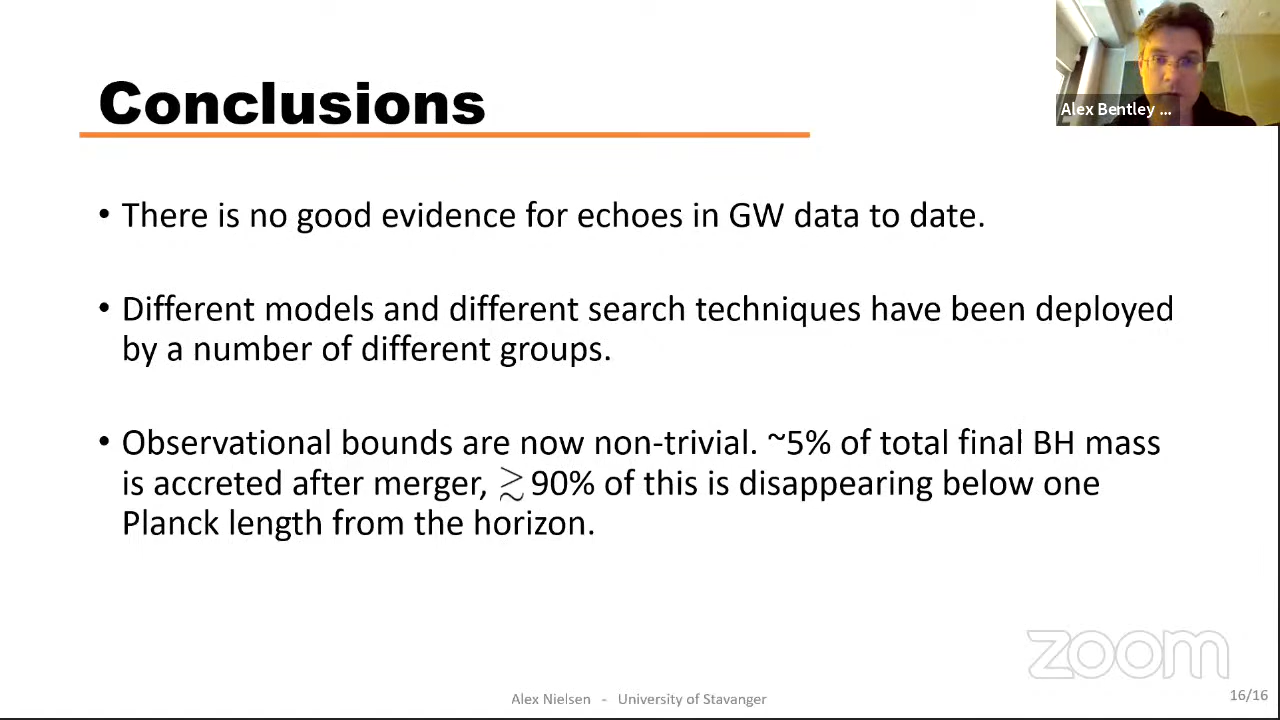 Conclusions
Alex Bentley ...
• There is no good evidence for echoes in GW data to date.
• Different models and different search techniques have been deployed
by a number of different groups.
• Observational bounds are now non-trivial. ~5% of total final BH mass
is accreted after merger, ≳ 90% of this is disappearing below one
Planck length from the horizon.
zoom
Alex Nielsen - University of Stavanger
16/16